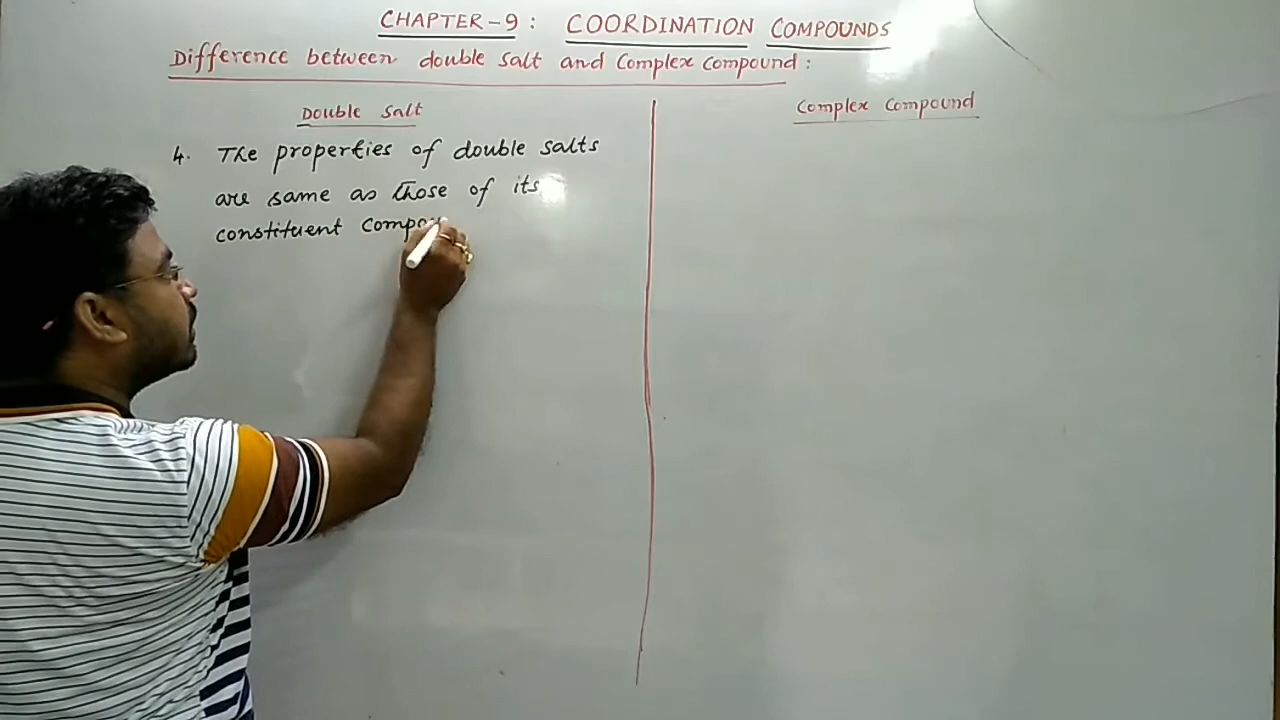 CHAPTER-9: COORDINATION COMPOUNDS
Difference between double salt and complex compound:
Double salt
4. The properties of double salts
are same as those of its
constituent
Complex Compound